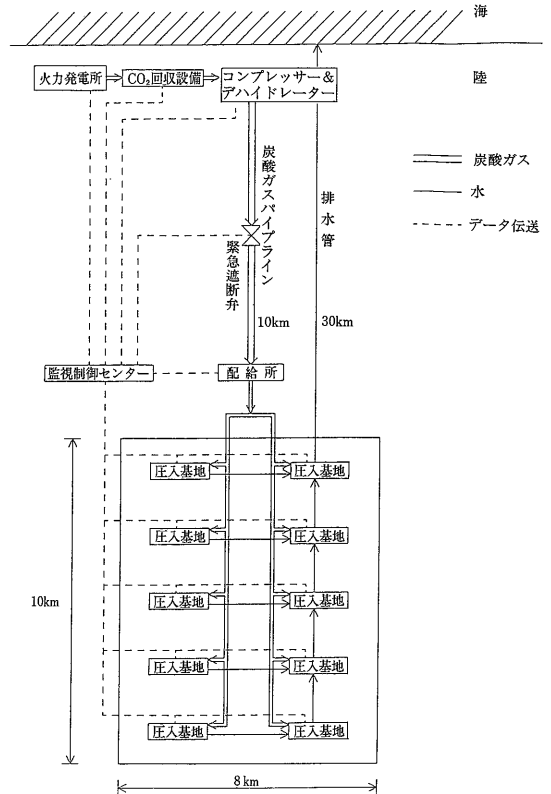 海
火力発電所
CO₂回収設備
コンプレッサー&
デハイドレーター
陸
炭酸ガス
水
データ伝送
炭酸ガスパイプライン
排水管
緊急遮断弁
10km
30km
監視制御センター
配給所
圧入基地
圧入基地
圧入基地
圧入基地
圧入基地
圧入基地
10km
圧入基地
圧入基地
圧入基地
圧入基地
8km